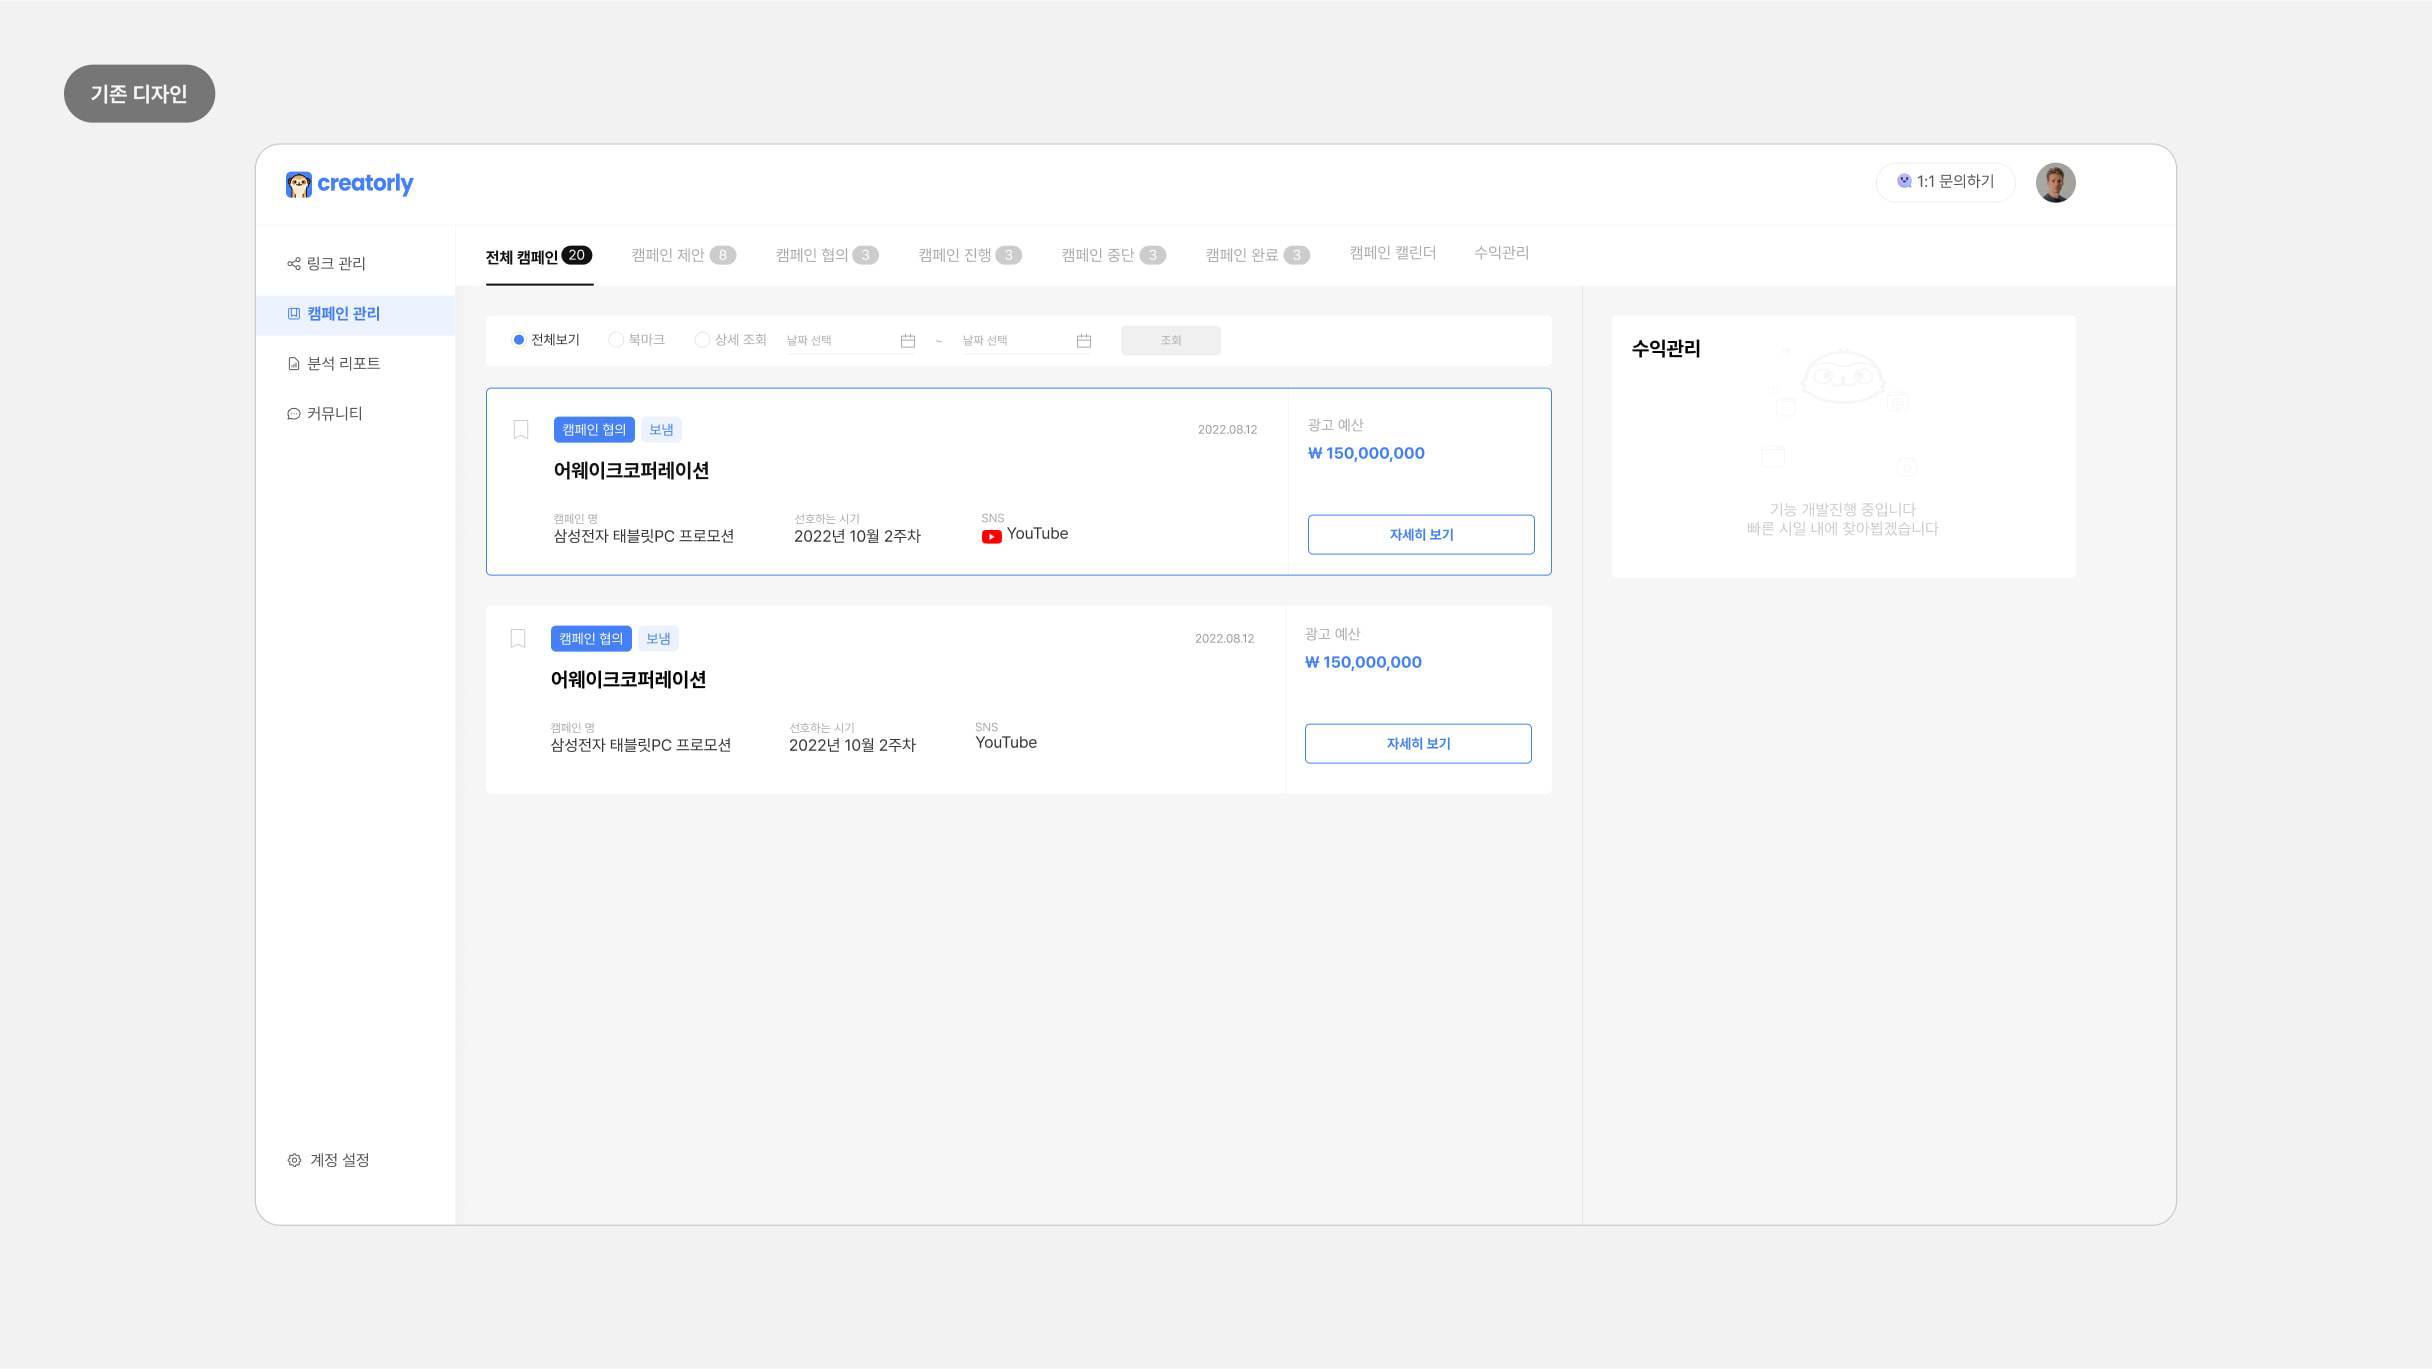 기존 디자인
creatorly
1:1 문의하기
링크 관리
캠페인 관리
분석 리포트
커뮤니티
계정 설정
전체 캠페인 20
캠페인 제안 8
캠페인 협의 3
캠페인 진행 3
캠페인 중단 3
캠페인 완료 3
캠페인 캘린더
수익관리
전체보기
북마크
상세 조회
날짜 선택
~
날짜 선택
조회
캠페인 협의 보냄
2022.08.12
어웨이크코퍼레이션
캠페인 명
삼성전자 태블릿PC 프로모션
선호하는 시기
2022년 10월 2주차
SNS
YouTube
광고 예산
₩ 150,000,000
자세히 보기
캠페인 협의 보냄
2022.08.12
어웨이크코퍼레이션
캠페인 명
삼성전자 태블릿PC 프로모션
선호하는 시기
2022년 10월 2주차
SNS
YouTube
광고 예산
₩ 150,000,000
자세히 보기
수익관리
기능 개발진행 중입니다
빠른 시일 내에 찾아뵙겠습니다